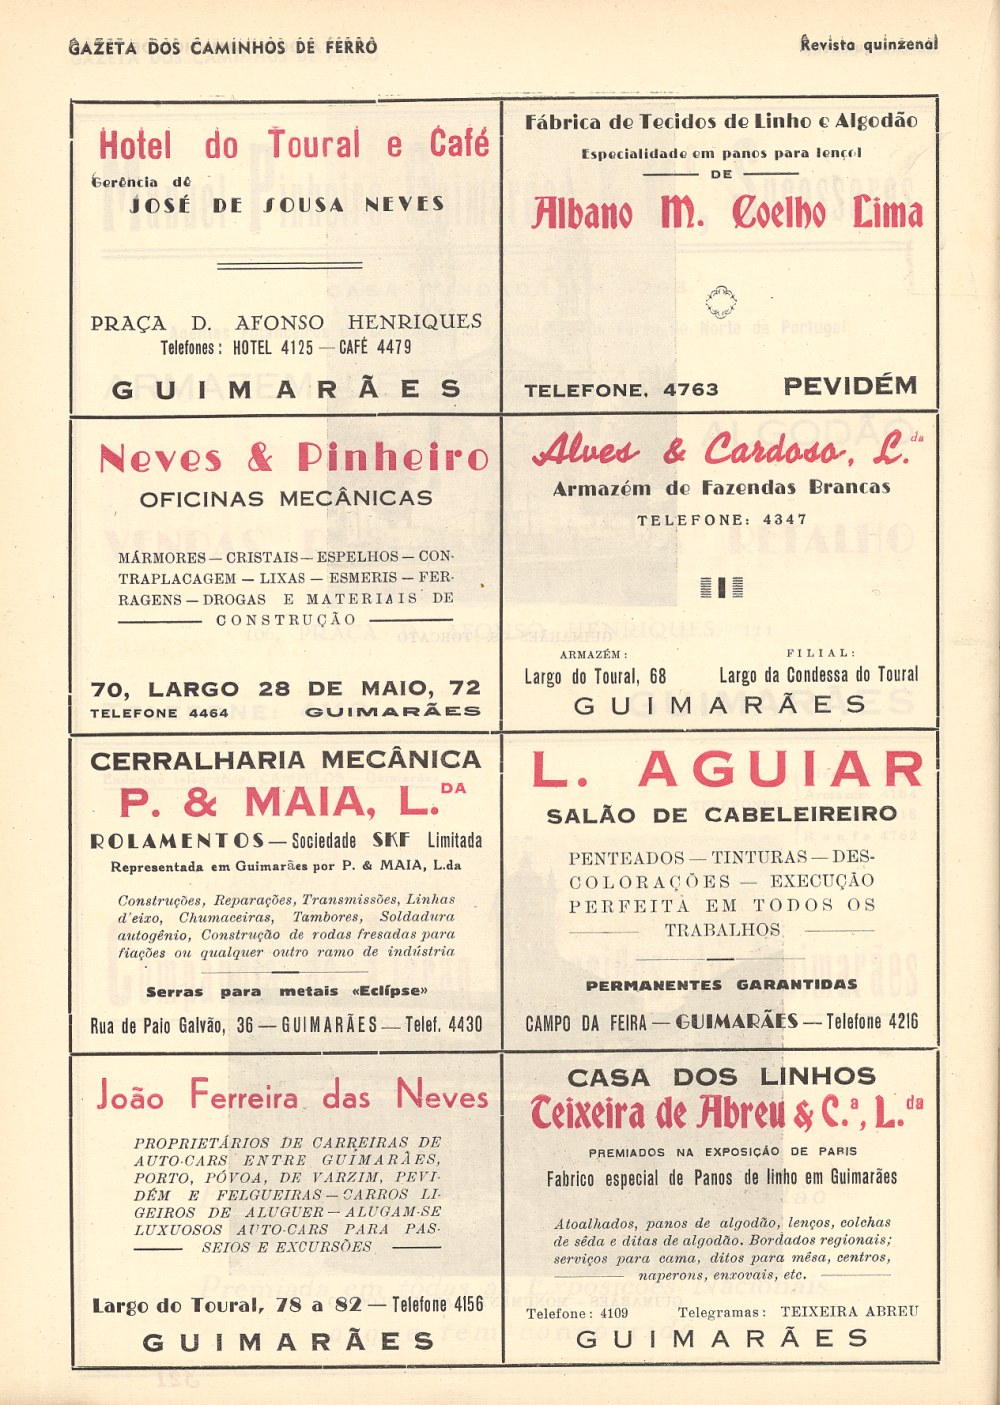 GAZETA DOS CAMINHOS DE FERRO
Revista quinzenal
Hotel do Toural e Café
Gerência de
JOSÉ DE SOUSA NEVES
PRAÇA D. AFONSO HENRIQUES
Telefones: HOTEL 4125 — CAFÉ 4479
GUIMARÃES
Fábrica de Tecidos de Linho e Algodão
Especialidade em panos para lençol
DE
Albano M. Coelho Lima
TELEFONE, 4763 PEVIDÉM
Neves & Pinheiro
OFICINAS MECÂNICAS
MÁRMORES — CRISTAIS — ESPELHOS — CON-
TRAPLACAGEM — LIXAS — ESMERIS — FER-
RAGENS — DROGAS E MATERIAIS DE
CONSTRUÇÃO
70, LARGO 28 DE MAIO, 72
TELEFONE 4464 GUIMARÃES
Alves & Cardoso, L.da
Armazém de Fazendas Brancas
TELEFONE: 4347
ARMAZÉM: FILIAL:
Largo do Toural, 68 Largo da Condessa do Toural
GUIMARÃES
CERRALHARIA MECÂNICA
P. & MAIA, L.DA
ROLAMENTOS — Sociedade SKF Limitada
Representada em Guimarães por P. & MAIA, L.da
Construções, Reparações, Transmissões, Linhas
d'eixo, Chumaceiras, Tambores, Soldadura
autogênio, Construção de rodas fresadas para
fiações ou qualquer outro ramo de indústria
Serras para metais «Eclípse»
Rua de Paio Galvão, 36 — GUIMARÃES — Telef. 4430
L. AGUIAR
SALÃO DE CABELEIREIRO
PENTEADOS — TINTURAS — DES-
COLORAÇÕES — EXECUÇÃO
PERFEITA EM TODOS OS
TRABALHOS
PERMANENTES GARANTIDAS
CAMPO DA FEIRA — GUIMARÃES — Telefone 4216
João Ferreira das Neves
PROPRIETÁRIOS DE CARREIRAS DE
AUTO-CARS ENTRE GUIMARÃES,
PORTO, PÓVOA, DE VARZIM, PEVI-
DÉM E FELGUEIRAS — CARROS LI-
GEIROS DE ALUGUER — ALUGAM-SE
LUXUOSOS AUTO-CARS PARA PAS-
SEIOS E EXCURSÕES
Largo do Toural, 78 a 82 — Telefone 4156
GUIMARÃES
CASA DOS LINHOS
Teixeira de Abreu & C.ª, L.da
PREMIADOS NA EXPOSIÇÃO DE PARIS
Fabrico especial de Panos de linho em Guimarães
Atoalhados, panos de algodão, lenços, colchas
de sêda e ditas de algodão. Bordados regionais;
serviços para cama, ditos para mêsa, centros,
naperons, enxovais, etc.
Telefone: 4109 Telegramas: TEIXEIRA ABREU
GUIMARÃES